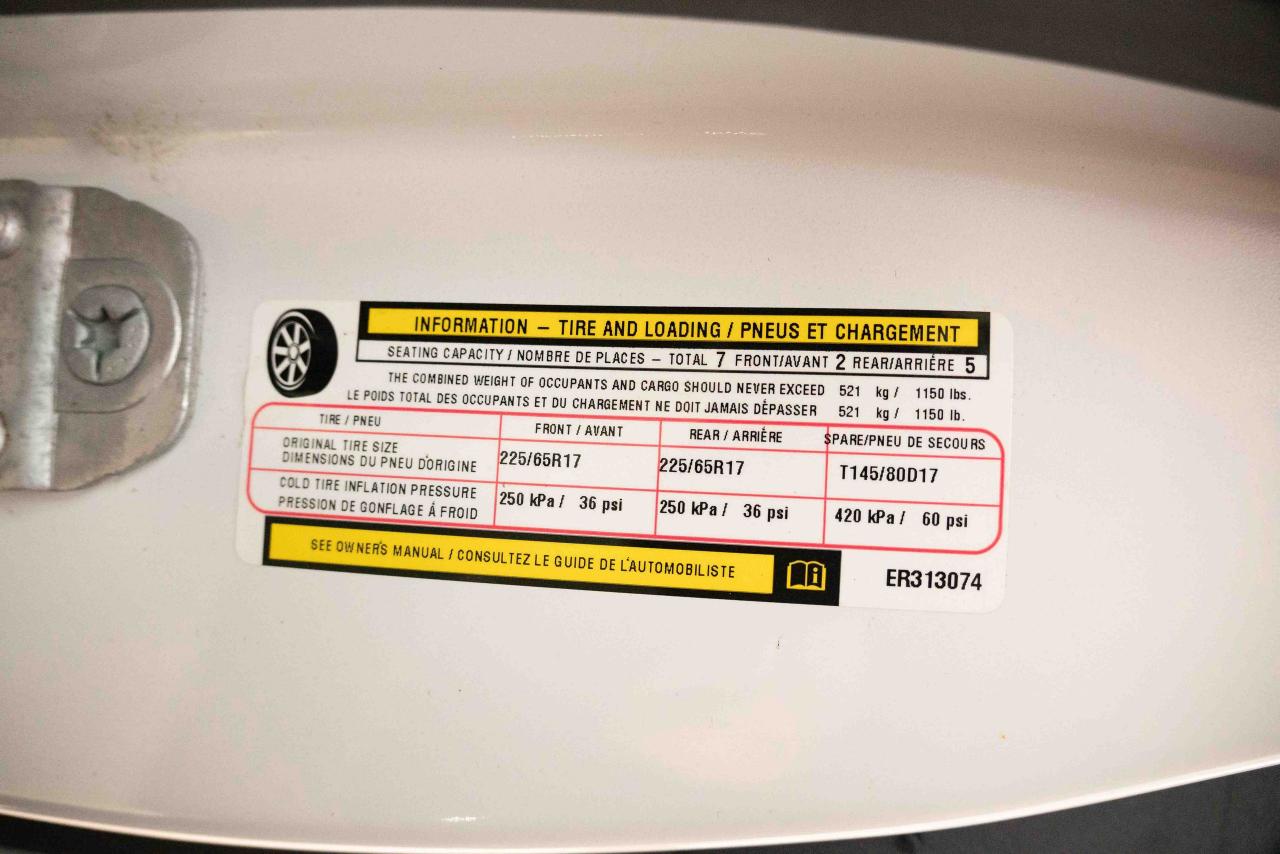 INFORMATION – TIRE AND LOADING / PNEUS ET CHARGEMENT
SEATING CAPACITY / NOMBRE DE PLACES – TOTAL 7 FRONT/AVANT 2 REAR/ARRIÉRE 5
THE COMBINED WEIGHT OF OCCUPANTS AND CARGO SHOULD NEVER EXCEED 521 kg / 1150 lbs.
LE POIDS TOTAL DES OCCUPANTS ET DU CHARGEMENT NE DOIT JAMAIS DÉPASSER 521 kg / 1150 lb.
TIRE / PNEU FRONT / AVANT REAR / ARRIÉRE SPARE/PNEU DE SECOURS
ORIGINAL TIRE SIZE
DIMENSIONS DU PNEU D'ORIGINE 225/65R17 225/65R17 T145/80D17
COLD TIRE INFLATION PRESSURE
PRESSION DE GONFLAGE Á FROID 250 kPa / 36 psi 250 kPa / 36 psi 420 kPa / 60 psi
SEE OWNER'S MANUAL / CONSULTEZ LE GUIDE DE L'AUTOMOBILISTE
ER313074